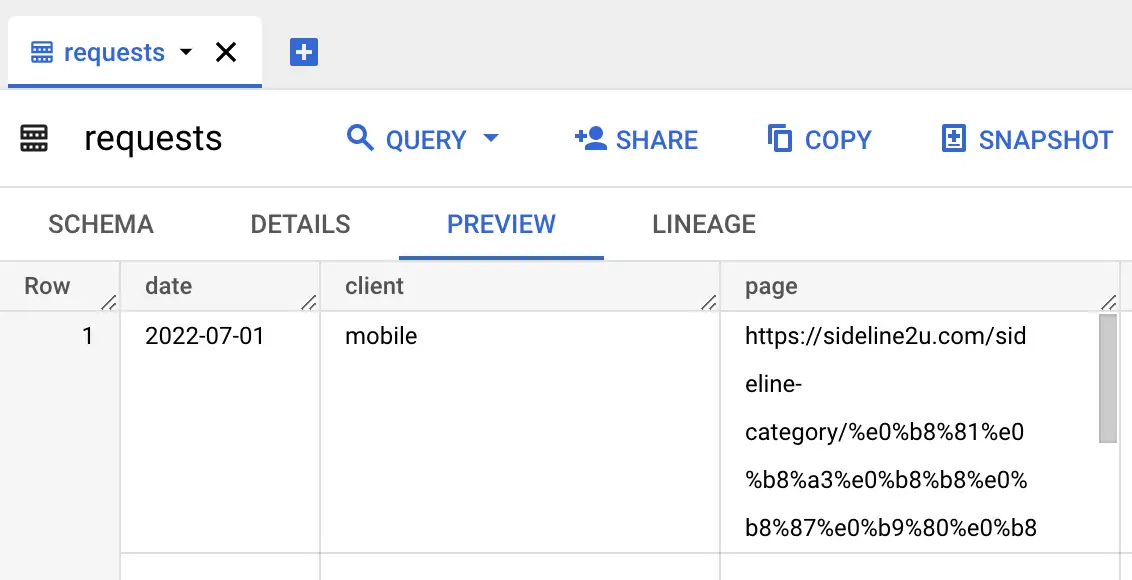 requests
requests
QUERY
SHARE
COPY
SNAPSHOT
SCHEMA
DETAILS
PREVIEW
LINEAGE
Row
date
client
page
1
2022-07-01
mobile
https://sideline2u.com/sid
eline-
category/%e0%b8%81%e0
%b8%a3%e0%b8%b8%e0%
b8%87%e0%b9%80%e0%b8